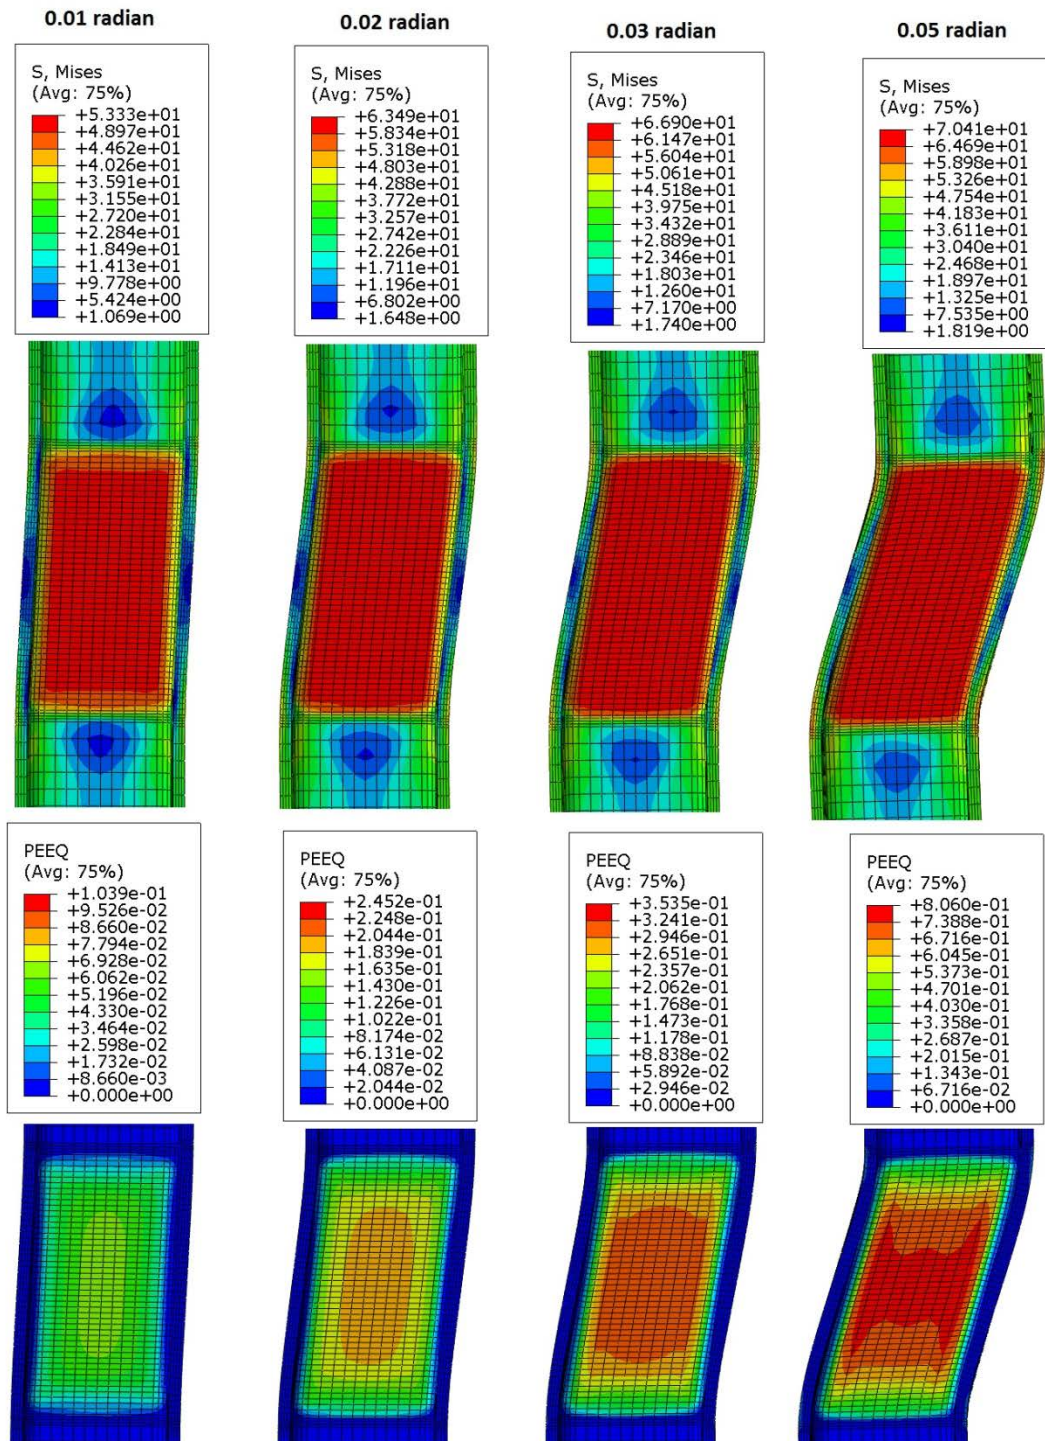 0.01 radian
S, Mises
(Avg: 75%)
+5.333e+01
+4.897e+01
+4.462e+01
+4.026e+01
+3.591e+01
+3.155e+01
+2.720e+01
+2.284e+01
+1.849e+01
+1.413e+01
+9.778e+00
+5.424e+00
+1.069e+00
0.02 radian
S, Mises
(Avg: 75%)
+6.349e+01
+5.834e+01
+5.318e+01
+4.803e+01
+4.288e+01
+3.772e+01
+3.257e+01
+2.742e+01
+2.226e+01
+1.711e+01
+1.196e+01
+6.802e+00
+1.648e+00
0.03 radian
S, Mises
(Avg: 75%)
+6.690e+01
+6.147e+01
+5.604e+01
+5.061e+01
+4.518e+01
+3.975e+01
+3.432e+01
+2.889e+01
+2.346e+01
+1.803e+01
+1.260e+01
+7.170e+00
+1.740e+00
0.05 radian
S, Mises
(Avg: 75%)
+7.041e+01
+6.469e+01
+5.898e+01
+5.326e+01
+4.754e+01
+4.183e+01
+3.611e+01
+3.040e+01
+2.468e+01
+1.897e+01
+1.325e+01
+7.535e+00
+1.819e+00
PEEQ
(Avg: 75%)
+1.039e-01
+9.526e-02
+8.660e-02
+7.794e-02
+6.928e-02
+6.062e-02
+5.196e-02
+4.330e-02
+3.464e-02
+2.598e-02
+1.732e-02
+8.660e-03
+0.000e+00
PEEQ
(Avg: 75%)
+2.452e-01
+2.248e-01
+2.044e-01
+1.839e-01
+1.635e-01
+1.430e-01
+1.226e-01
+1.022e-01
+8.174e-02
+6.131e-02
+4.087e-02
+2.044e-02
+0.000e+00
PEEQ
(Avg: 75%)
+3.535e-01
+3.241e-01
+2.946e-01
+2.651e-01
+2.357e-01
+2.062e-01
+1.768e-01
+1.473e-01
+1.178e-01
+8.838e-02
+5.892e-02
+2.946e-02
+0.000e+00
PEEQ
(Avg: 75%)
+8.060e-01
+7.388e-01
+6.716e-01
+6.045e-01
+5.373e-01
+4.701e-01
+4.030e-01
+3.358e-01
+2.687e-01
+2.015e-01
+1.343e-01
+6.716e-02
+0.000e+00